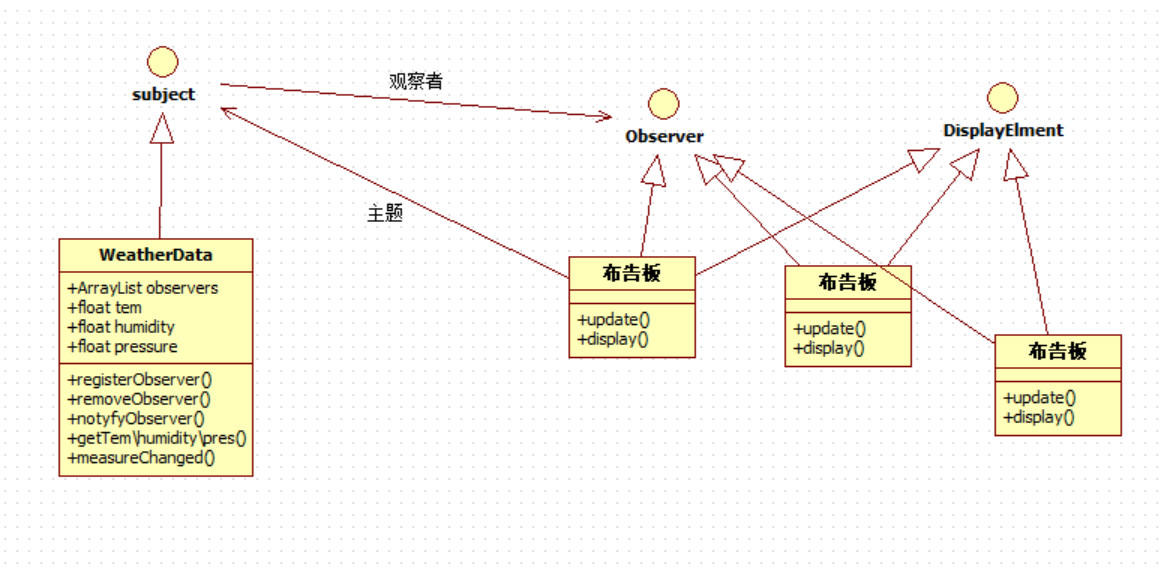 subject
观察者
Observer
DisplayElment
主题
WeatherData
+ArrayList observers
+float tem
+float humidity
+float pressure
+registerObserver()
+removeObserver()
+notyfyObserver()
+getTem\humidity\pres()
+measureChanged()
布告板
+update()
+display()
布告板
+update()
+display()
布告板
+update()
+display()